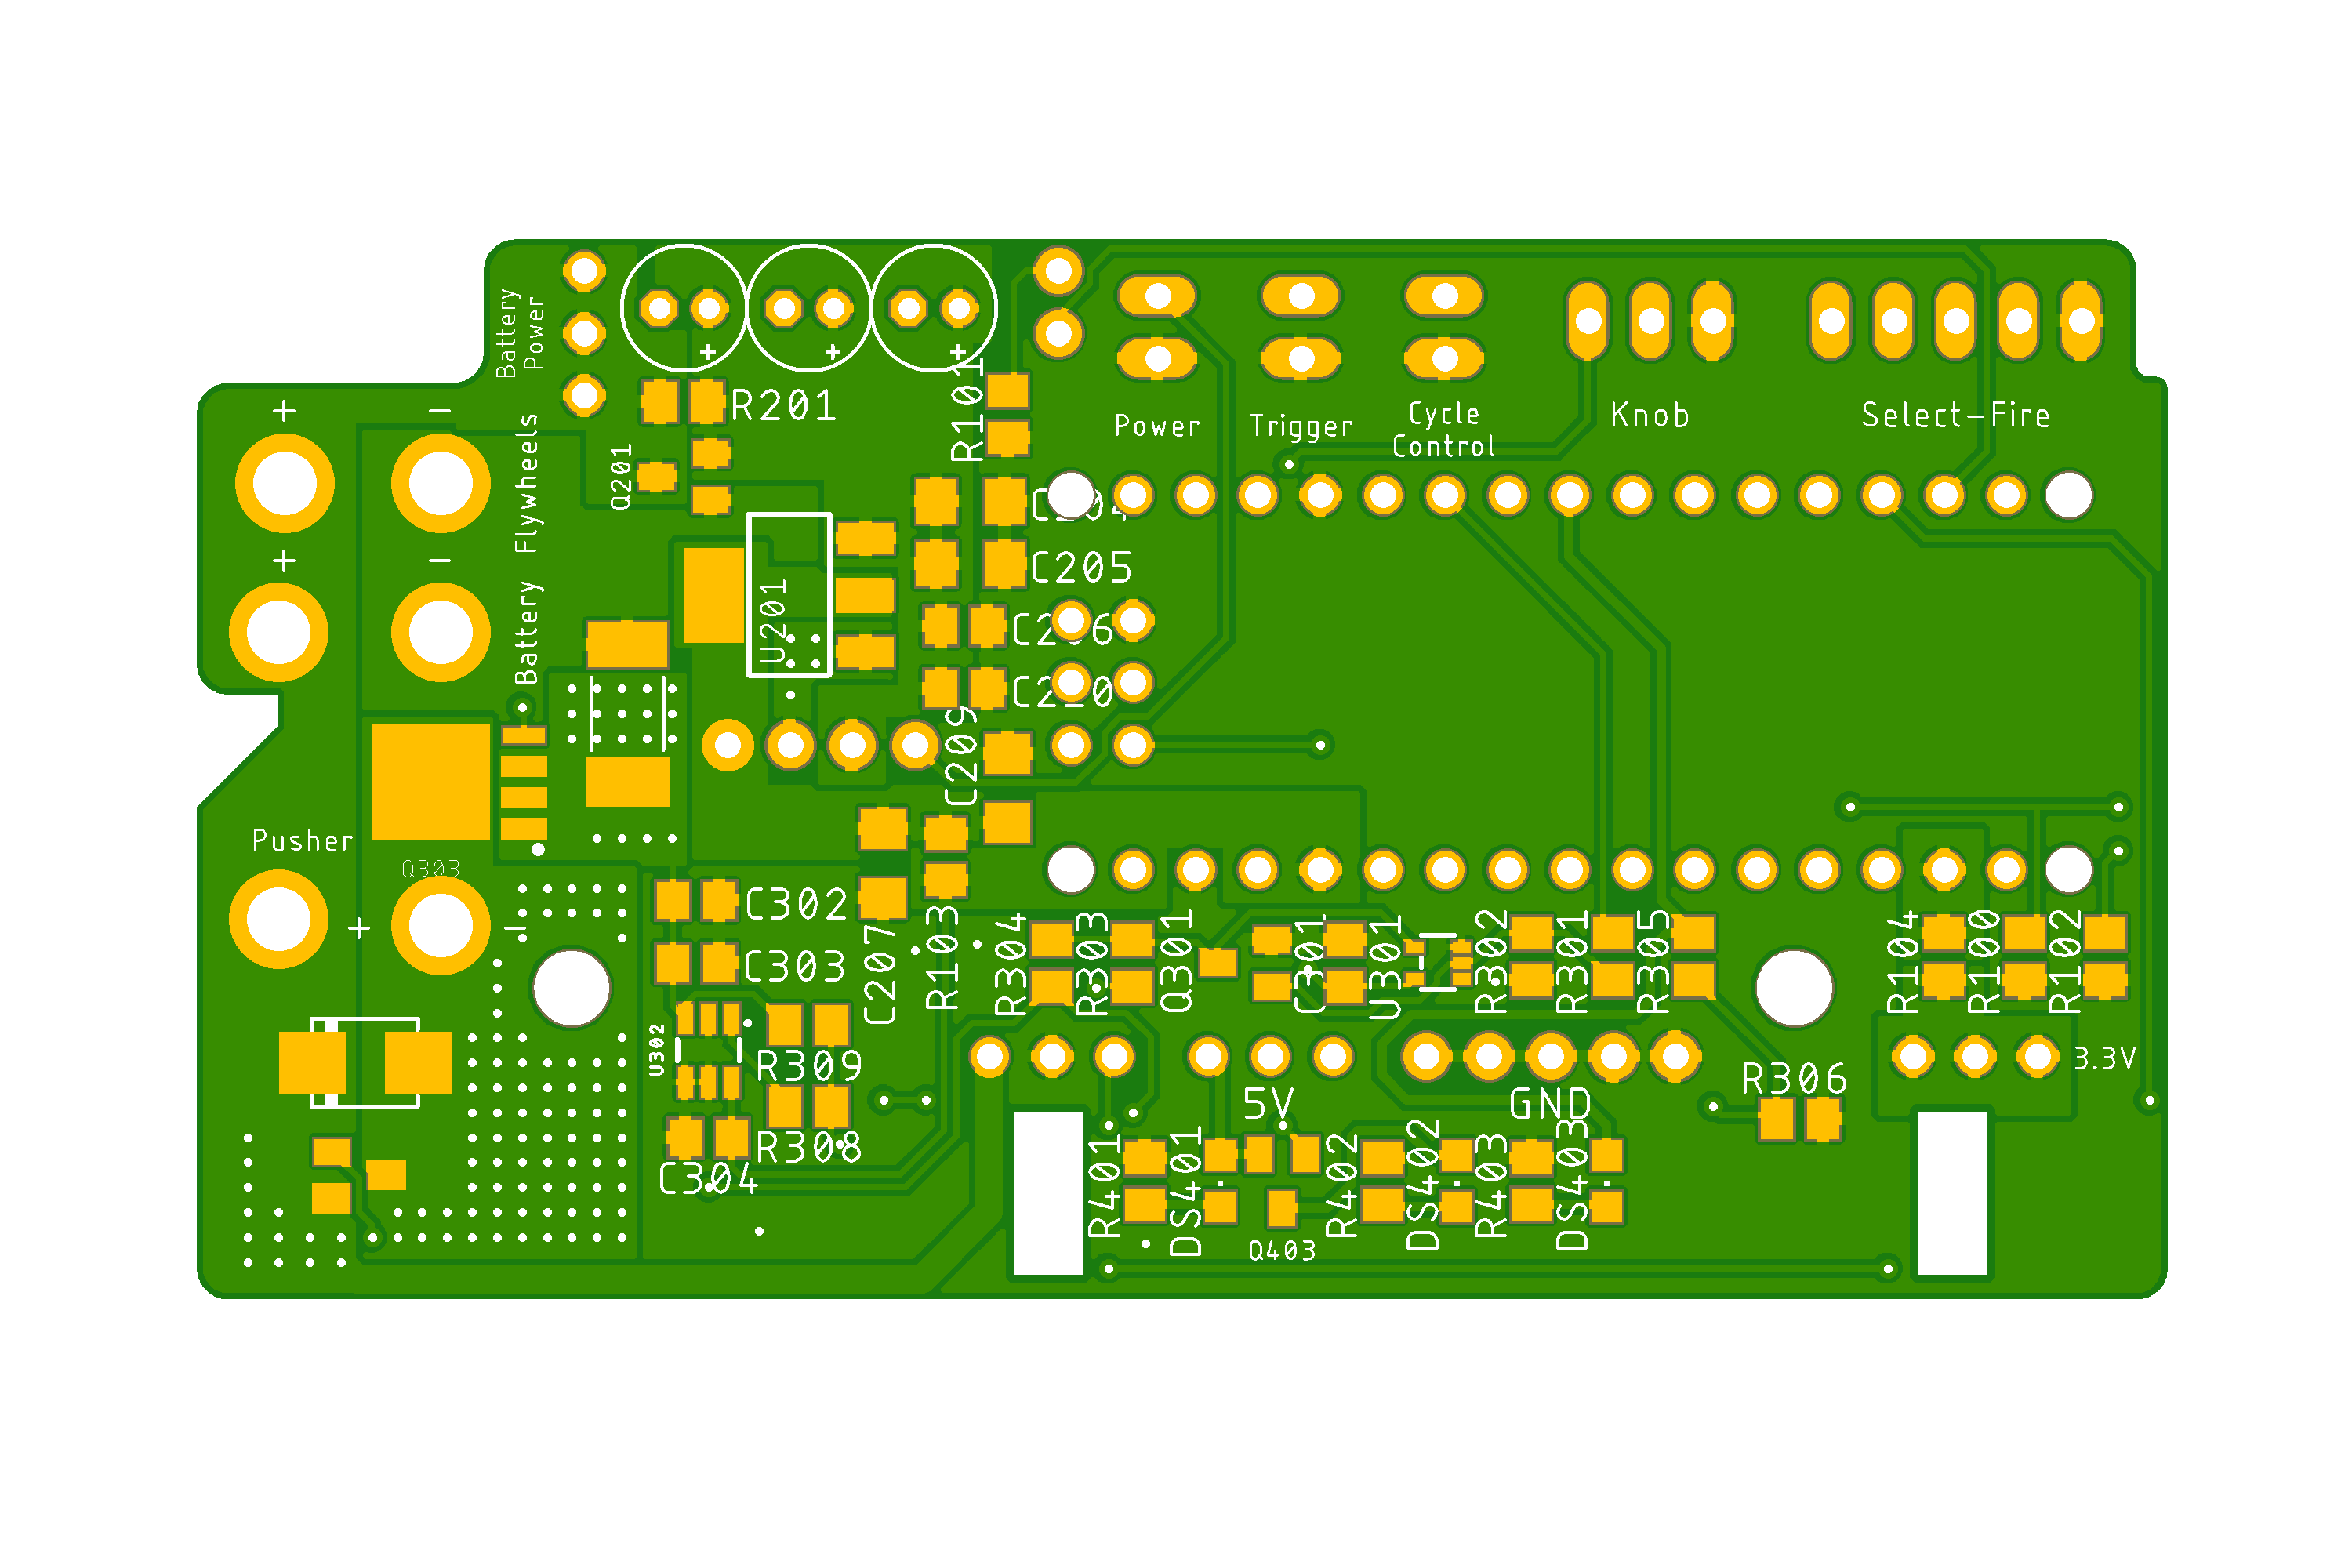 Battery
Power
+
+
+
R201
R101
Power
Trigger
Cycle
Control
Knob
Select-Fire
+
-
Q201
Battery Flywheels
+
-
U201
C205
C209
Pusher
Q303
+
-
C302
C303
C207
R103
R304
R303
Q301
C301
U301
R302
R301
R305
R104
R100
R102
U302
R309
R308
C304
5V
GND
R306
3.3V
R401
DS401
Q403
R402
DS402
R403
DS403